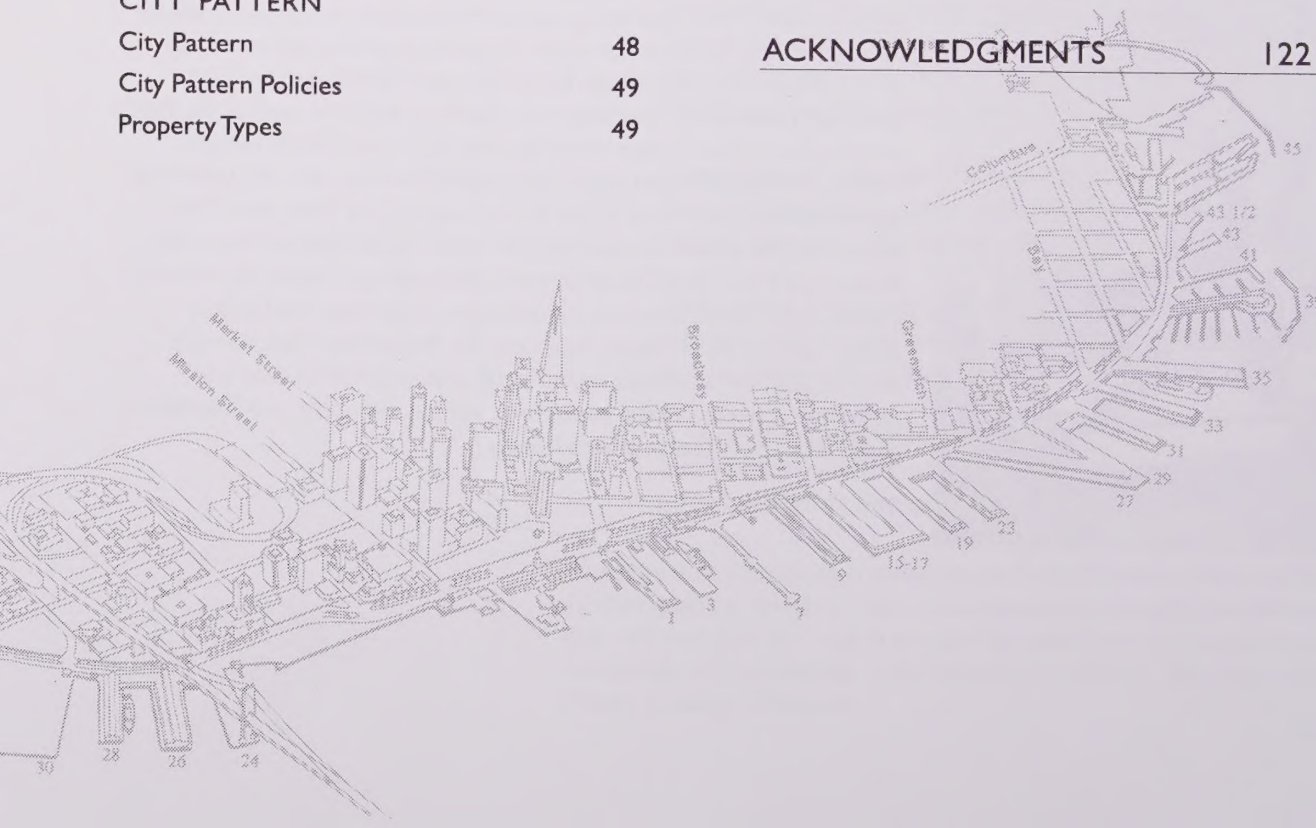 CITY PATTERN
City Pattern 48
City Pattern Policies 49
Property Types 49
ACKNOWLEDGMENTS 122
Columbus
Bay
45
43 1/2
43
41
35
33
31
29
27
23
19
15-17
9
7
3
1
Market Street
Mission Street
Broadway
Greenwich
24
26
28
30